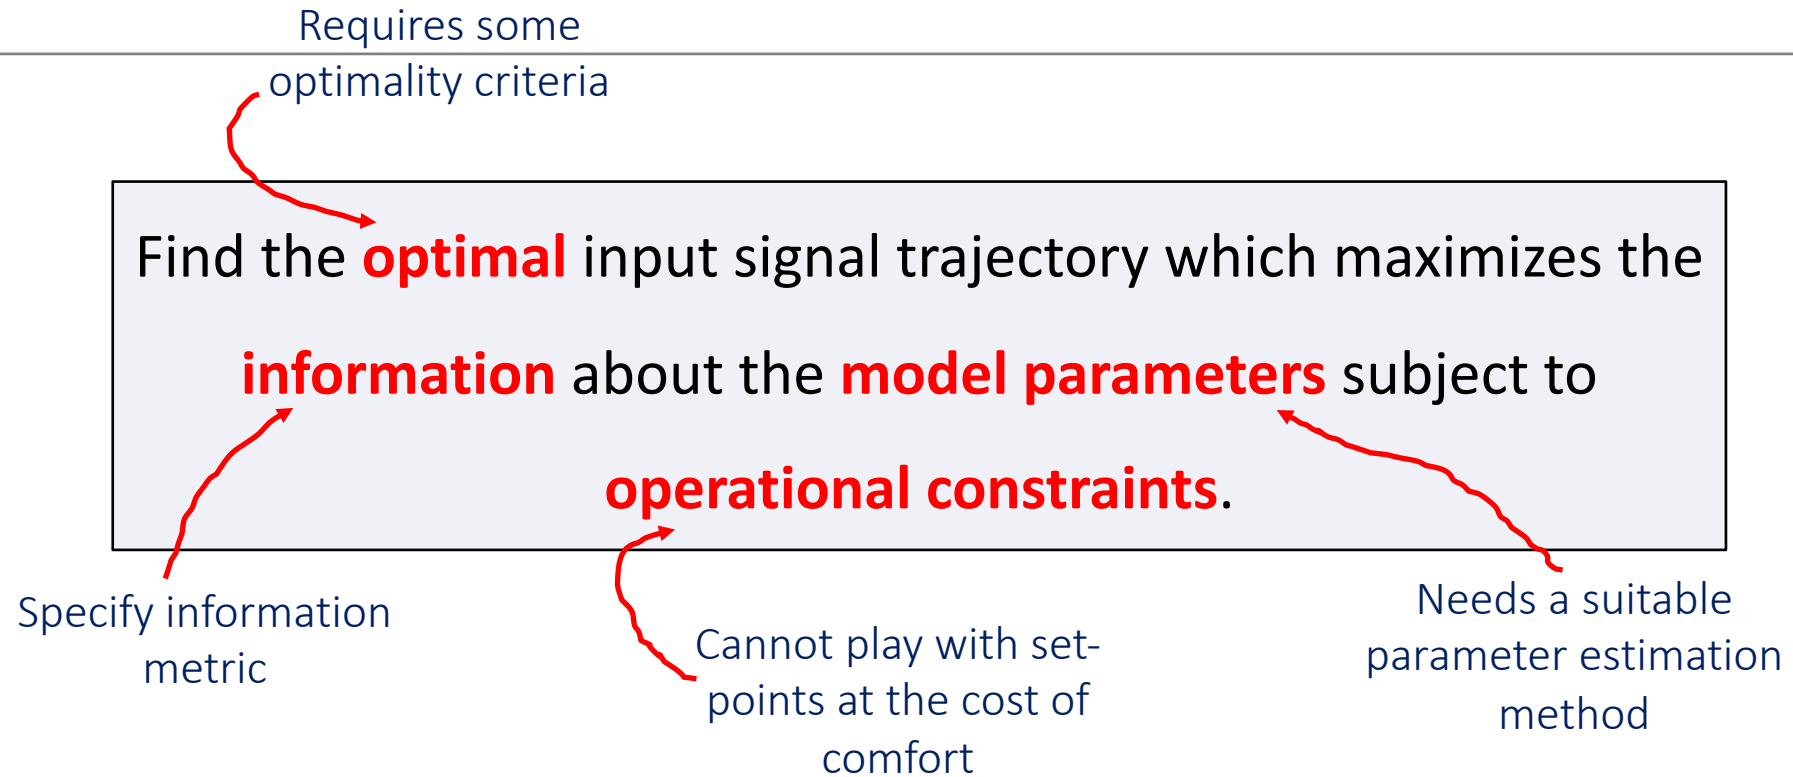 Requires some
optimality criteria
Find the optimal input signal trajectory which maximizes the
information about the model parameters subject to
operational constraints.
Specify information
metric
Cannot play with set-
points at the cost of
comfort
Needs a suitable
parameter estimation
method